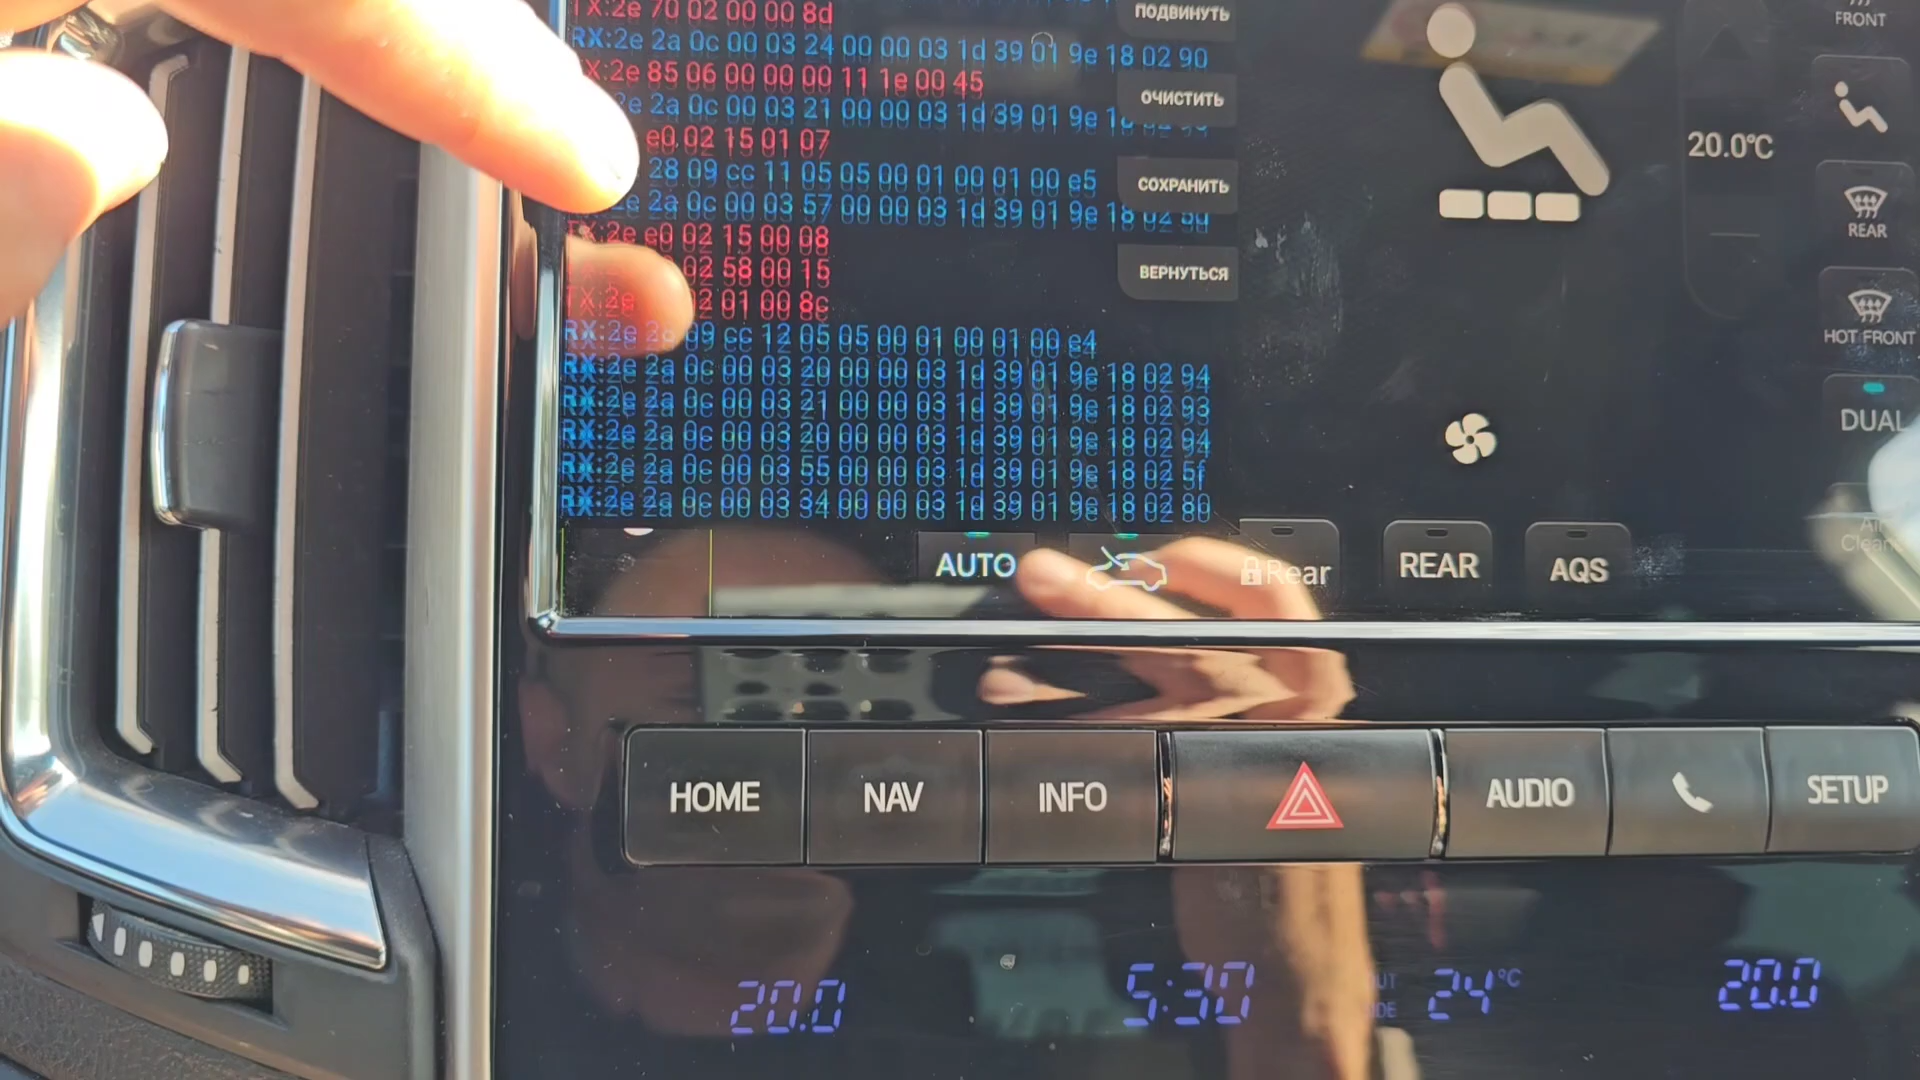 TX:2e 70 02 00 00 8d
RX:2e 2a 0c 00 03 24 00 00 03 1d 39 01 9e 18 02 90
X:2e 85 06 00 00 00 11 1e 00 45
2e 2a 0c 00 03 21 00 00 03 1d 39 01 9e 18
e0 02 15 01 07
28 09 cc 11 05 05 00 01 00 01 00 e5
2e 2a 0c 00 03 57 00 00 03 1d 39 01 9e 18 02 5d
TX:2e e0 02 15 00 08
02 58 00 15
TX:2e 02 01 00 8c
RX:2e 28 09 cc 12 05 05 00 01 00 01 00 e4
RX:2e 2a 0c 00 03 20 00 00 03 1d 39 01 9e 18 02 94
RX:2e 2a 0c 00 03 21 00 00 03 1d 39 01 9e 18 02 93
RX:2e 2a 0c 00 03 20 00 00 03 1d 39 01 9e 18 02 94
RX:2e 2a 0c 00 03 55 00 00 03 1d 39 01 9e 18 02 5f
RX:2e 2a 0c 00 03 34 00 00 03 1d 39 01 9e 18 02 80
ПОДВИНУТЬ
ОЧИСТИТЬ
СОХРАНИТЬ
ВЕРНУТЬСЯ
20.0°C
FRONT
REAR
HOT FRONT
DUAL
Air
Clean
AUTO
Rear
REAR
AQS
HOME
NAV
INFO
AUDIO
SETUP
20.0
5:30
24°C
20.0